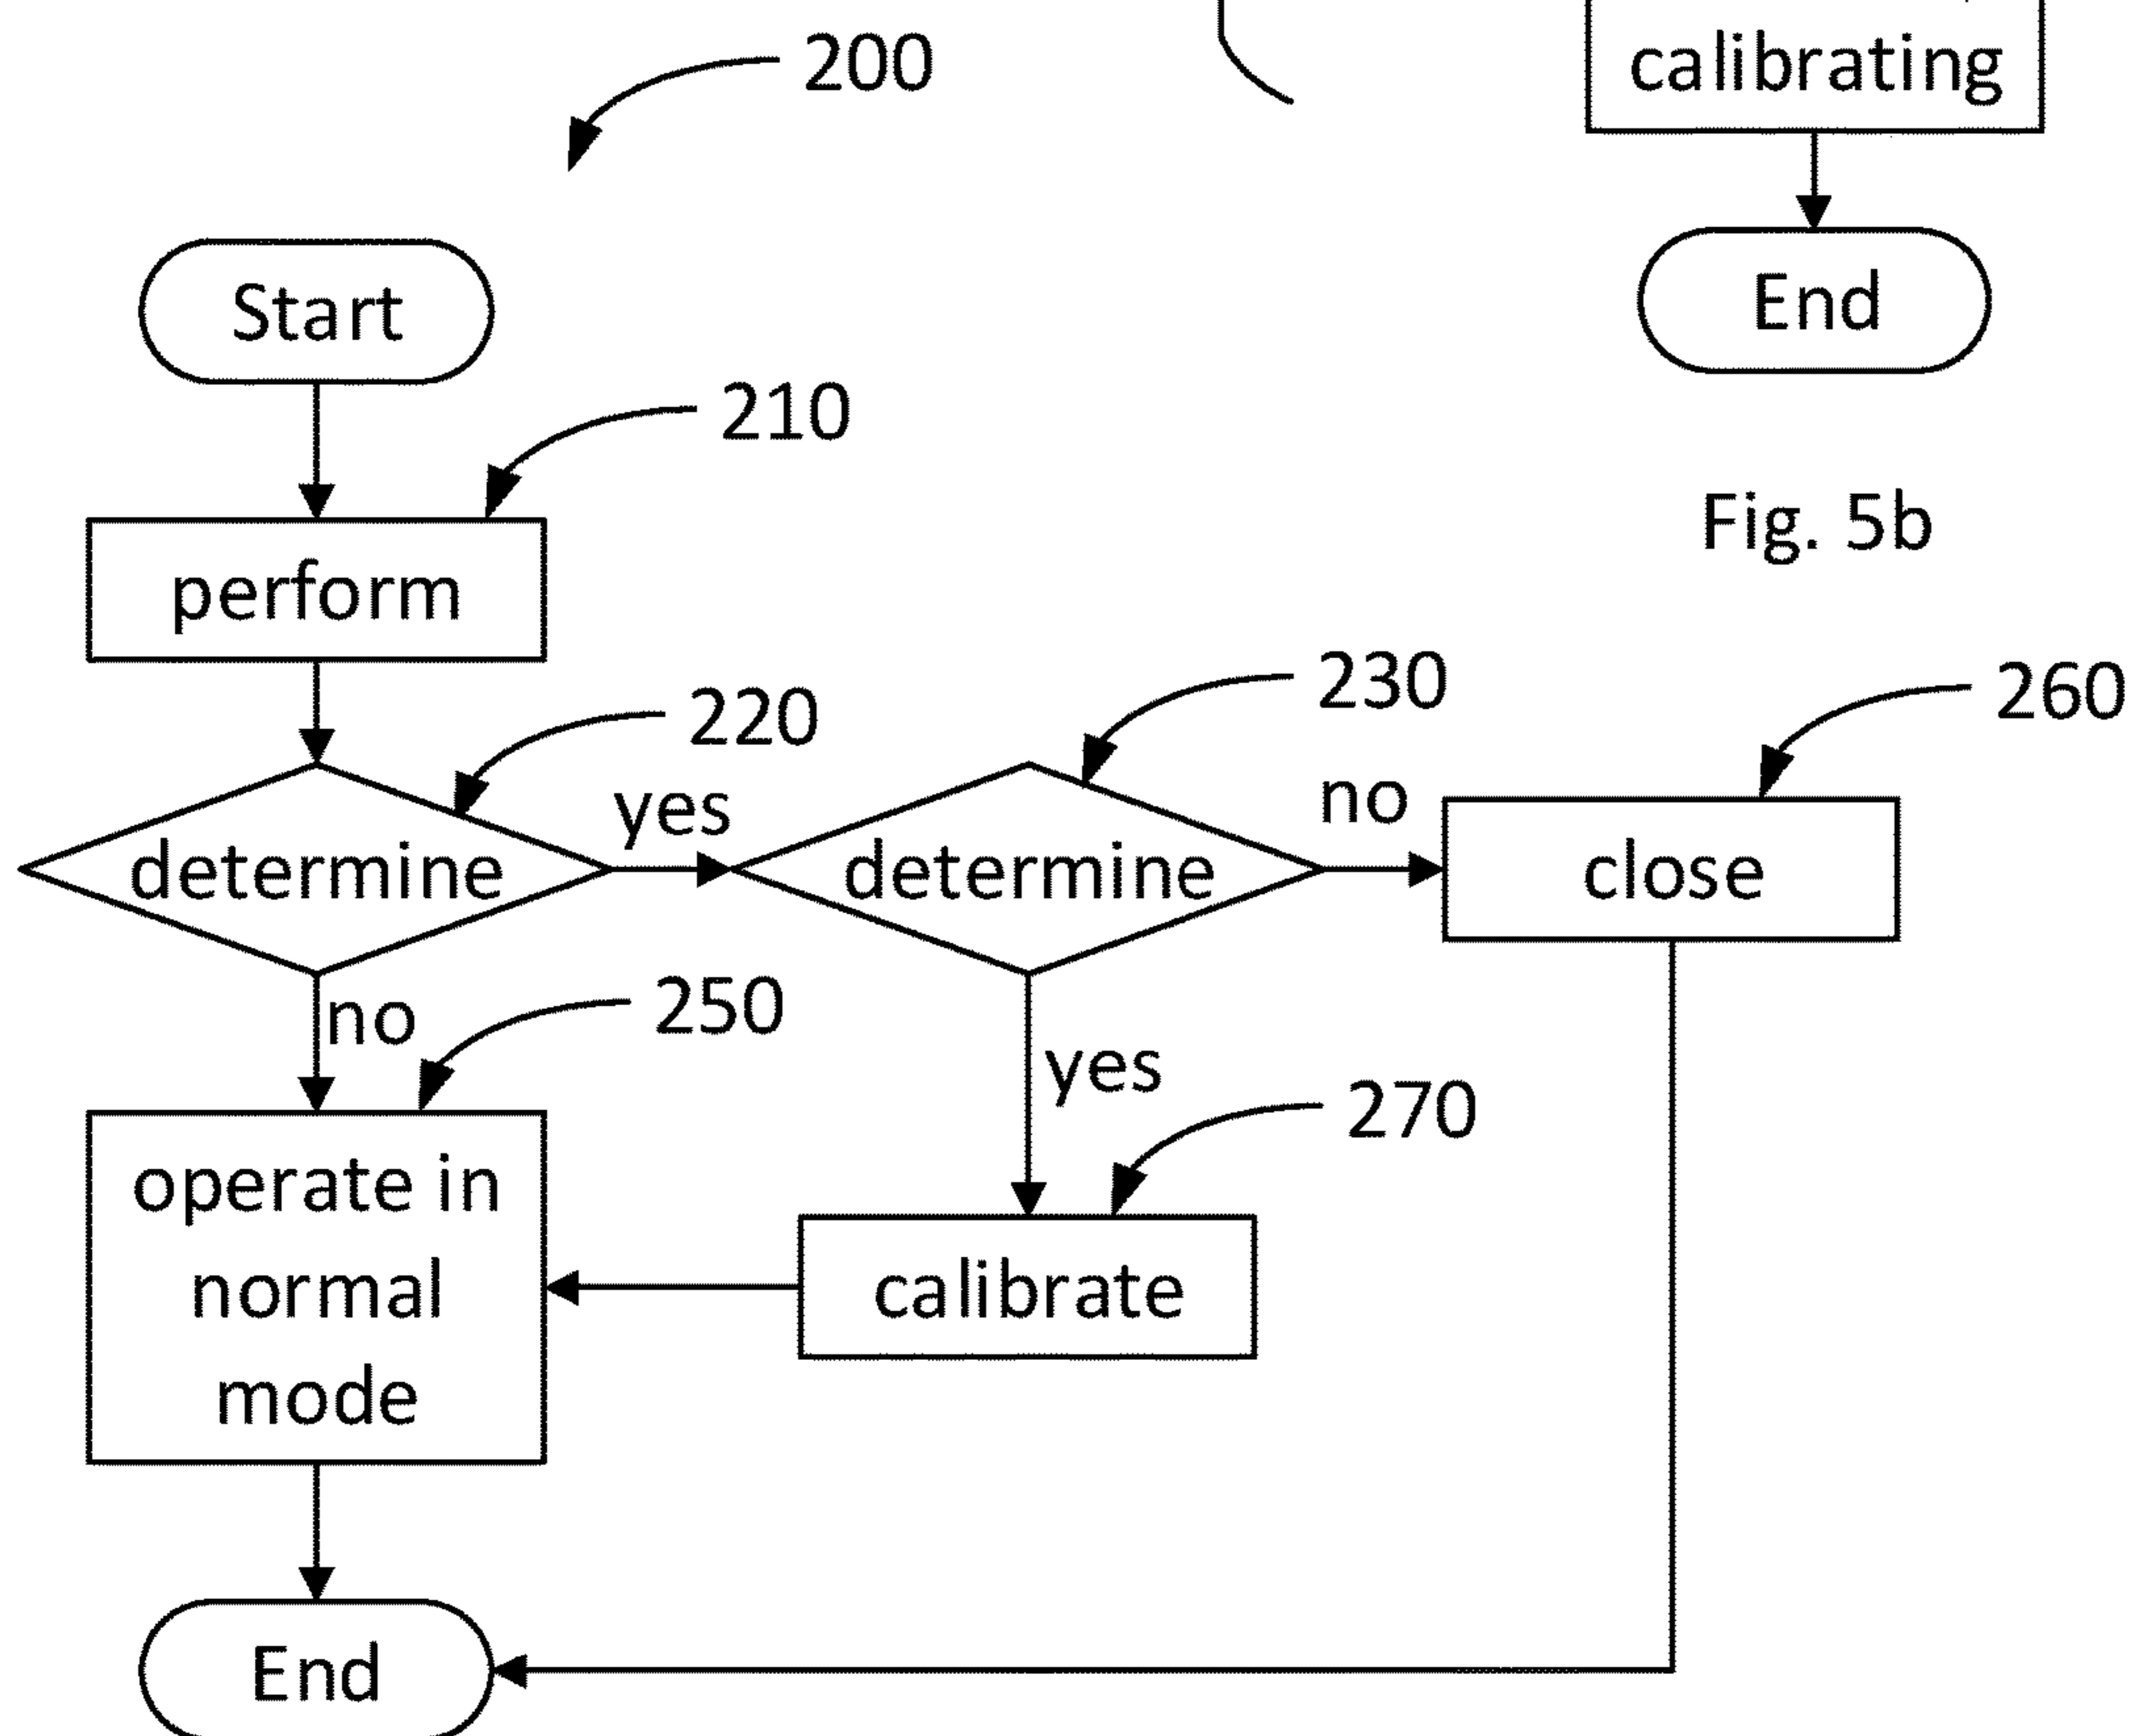 200
calibrating
Start
End
210
perform
Fig. 5b
220
230
260
yes
no
determine
determine
close
no
250
yes
270
operate in
normal
mode
calibrate
End